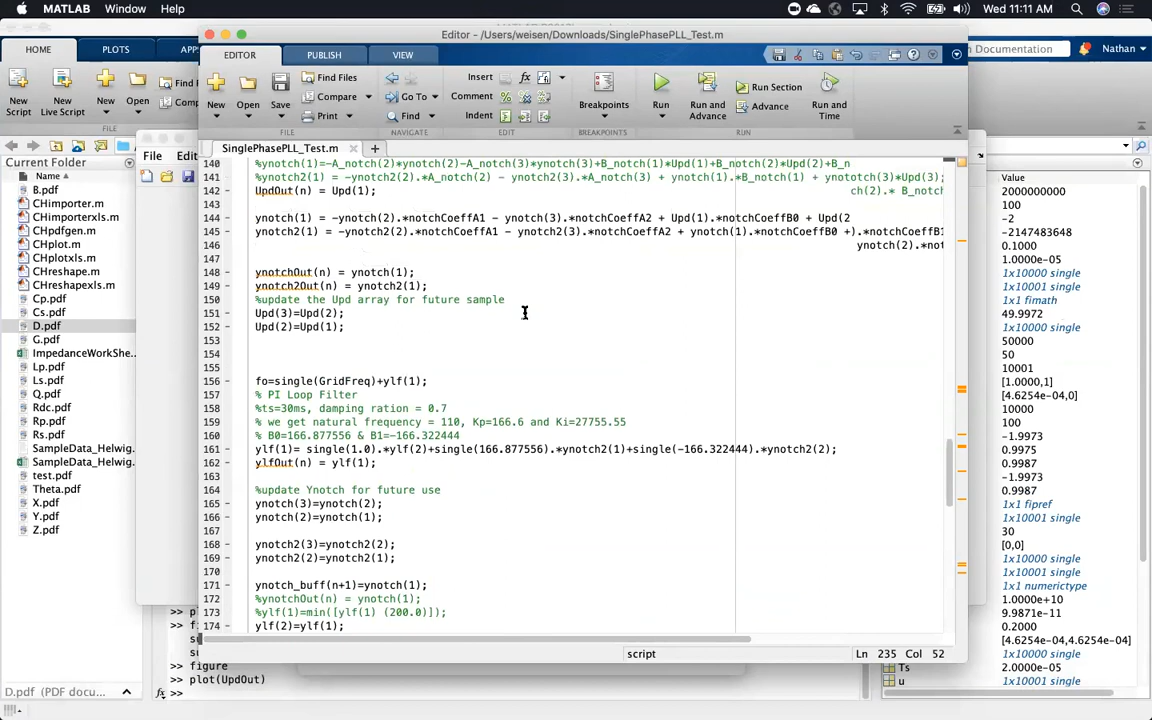 MATLAB Window Help
Wed 11:11 AM
Editor - /Users/weisen/Downloads/SinglePhasePLL_Test.m
HOME PLOTS
EDITOR PUBLISH VIEW
Documentation
Nathan
New Script
New Live Script
New
Open
Find Files
Compare
Print
New
Open
Save
Go To
Find
Insert
Comment
Indent
Breakpoints
Run
Run and Advance
Run Section
Advance
Run and Time
FILE
FILE NAVIGATE EDIT BREAKPOINTS RUN
SinglePhasePLL_Test.m
File
Current Folder
Name
B.pdf
CHimporter.m
CHimporterxls.m
CHpdfgen.m
CHplot.m
CHplotxls.m
CHreshape.m
CHreshapexls.m
Cp.pdf
Cs.pdf
D.pdf
G.pdf
ImpedanceWorkShe...
Lp.pdf
Ls.pdf
Q.pdf
Rdc.pdf
Rp.pdf
Rs.pdf
SampleData_Helwig...
SampleData_Helwig...
test.pdf
Theta.pdf
X.pdf
Y.pdf
Z.pdf
D.pdf (PDF docu...
140 %ynotch(1)=-A_notch(2)*ynotch(2)-A_notch(3)*ynotch(3)+B_notch(1)*Upd(1)+B_notch(2)*Upd(2)+B_n
141 %ynotch2(1) = -ynotch2(2).*A_notch(2) - ynotch2(3).*A_notch(3) + ynotch(1).*B_notch(1) + ynotothch(3)*Upd(3);
142 UpdOut(n) = Upd(1); ch(2).* B_notch
143
144 ynotch(1) = -ynotch(2).*notchCoeffA1 - ynotch(3).*notchCoeffA2 + Upd(1).*notchCoeffB0 + Upd(2
145 ynotch2(1) = -ynotch2(2).*notchCoeffA1 - ynotch2(3).*notchCoeffA2 + ynotch(1).*notchCoeffB0 +).*notchCoeffB1
146 ynotch(2).*not
147
148 ynotchOut(n) = ynotch(1);
149 ynotch2Out(n) = ynotch2(1);
150 %update the Upd array for future sample
151 Upd(3)=Upd(2);
152 Upd(2)=Upd(1);
153
154
155
156 fo=single(GridFreq)+ylf(1);
157 % PI Loop Filter
158 %ts=30ms, damping ration = 0.7
159 % we get natural frequency = 110, Kp=166.6 and Ki=27755.55
160 % B0=166.877556 & B1=-166.322444
161 ylf(1)= single(1.0).*ylf(2)+single(166.877556).*ynotch2(1)+single(-166.322444).*ynotch2(2);
162 ylfOut(n) = ylf(1);
163
164 %update Ynotch for future use
165 ynotch(3)=ynotch(2);
166 ynotch(2)=ynotch(1);
167
168 ynotch2(3)=ynotch2(2);
169 ynotch2(2)=ynotch2(1);
170
171 ynotch_buff(n+1)=ynotch(1);
172 %ynotchOut(n) = ynotch(1);
173 %ylf(1)=min([ylf(1) (200.0)]);
174 ylf(2)=ylf(1);
script Ln 235 Col 52
>> figure
>> plot(UpdOut)
>>
Value
2000000000
100
-2
-2147483648
0.1000
1.0000e-05
1x10000 single
1x1 fimath
49.9972
1x10000 single
50000
50
10001
[1.0000,1]
[4.6254e-04,0]
10000
100
-1.9973
0.9975
0.9987
-1.9973
0.9987
1x1 fipref
1x10001 single
30
[0,0]
1x10000 single
1x10001 single
1x1 numerictype
1.0000e+10
9.9871e-11
0.2000
[4.6254e-04,4.6254e-04]
1x10000 single
Ts 2.0000e-05
u 1x10001 single